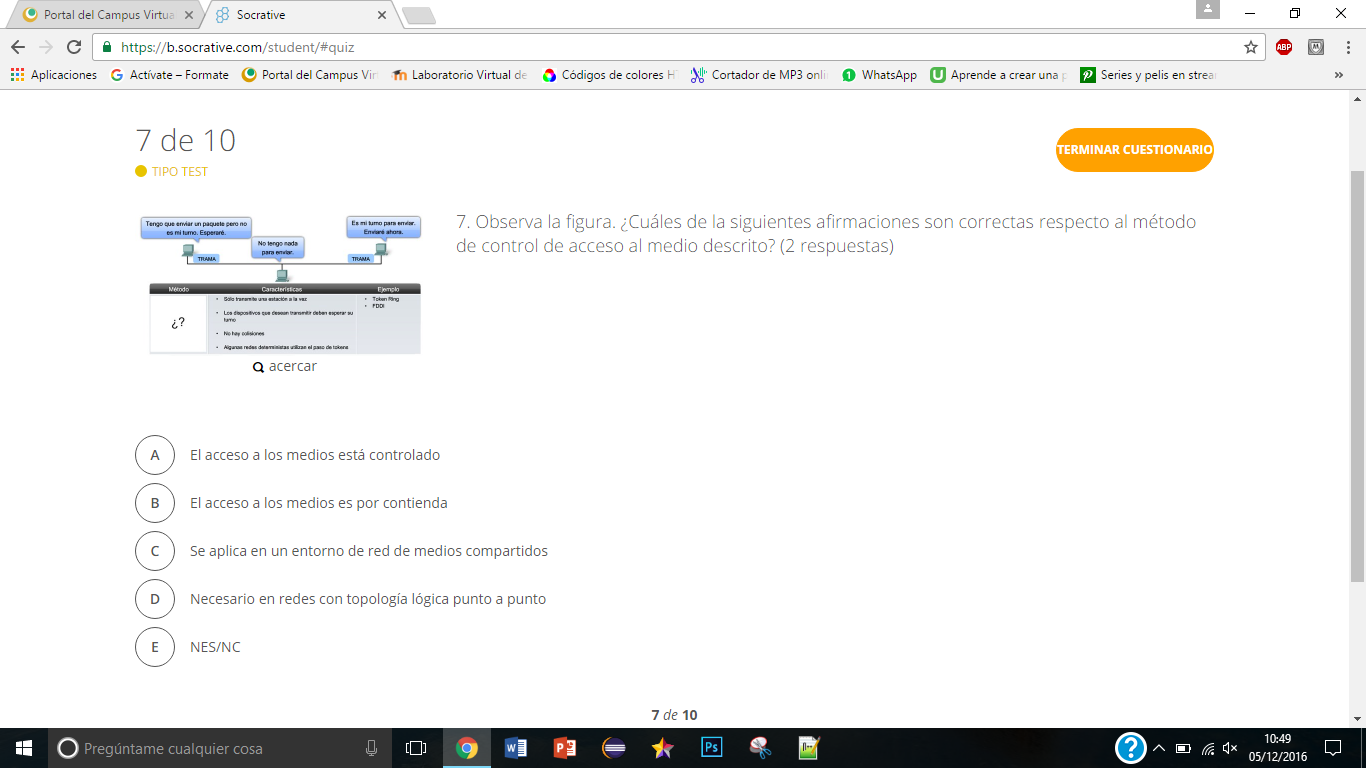 Portal del Campus Virtua
Socrative
https://b.socrative.com/student/#quiz
ABP
Aplicaciones
Actívate – Formate
Portal del Campus Vir
Laboratorio Virtual de
Códigos de colores H
Cortador de MP3 onli
WhatsApp
Aprende a crear una p
Series y pelis en strea
»
7 de 10
TERMINAR CUESTIONARIO
TIPO TEST
Tengo que enviar un paquete pero no
es mi turno. Esperaré.
No tengo nada
para enviar.
Es mi turno para enviar.
Enviaré ahora.
TRAMA
TRAMA
Método Características Ejemplo
¿?
• Sólo transmite una estación a la vez
• Los dispositivos que desean transmitir deben esperar su
turno
• No hay colisiones
• Algunas redes deterministas utilizan el paso de tokens
• Token Ring
• FDDI
acercar
7. Observa la figura. ¿Cuáles de la siguientes afirmaciones son correctas respecto al método
de control de acceso al medio descrito? (2 respuestas)
A El acceso a los medios está controlado
B El acceso a los medios es por contienda
C Se aplica en un entorno de red de medios compartidos
D Necesario en redes con topología lógica punto a punto
E NES/NC
7 de 10
Pregúntame cualquier cosa
10:49
05/12/2016